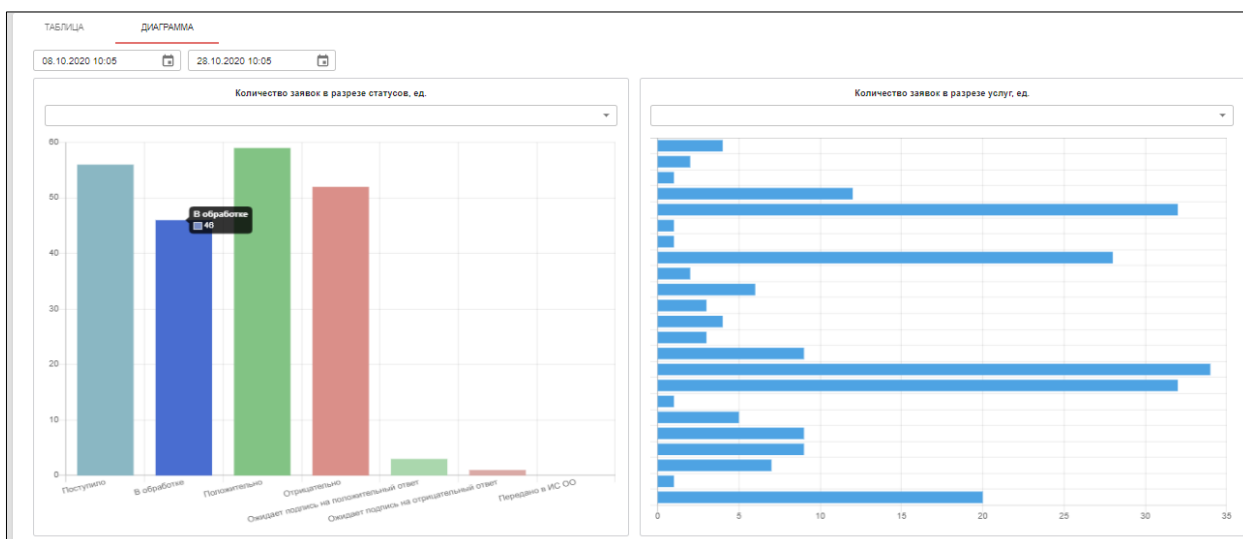 ТАБЛИЦА ДИАГРАММА
08.10.2020 10:05 28.10.2020 10:05
Количество заявок в разрезе статусов, ед.
60
50
40
30
20
10
0
В обработке
46
Поступило
В обработке
Положительно
Отрицательно
Ожидает подпись на положительный ответ
Ожидает подпись на отрицательный ответ
Передано в ИС ОО
Количество заявок в разрезе услуг, ед.
0 5 10 15 20 25 30 35